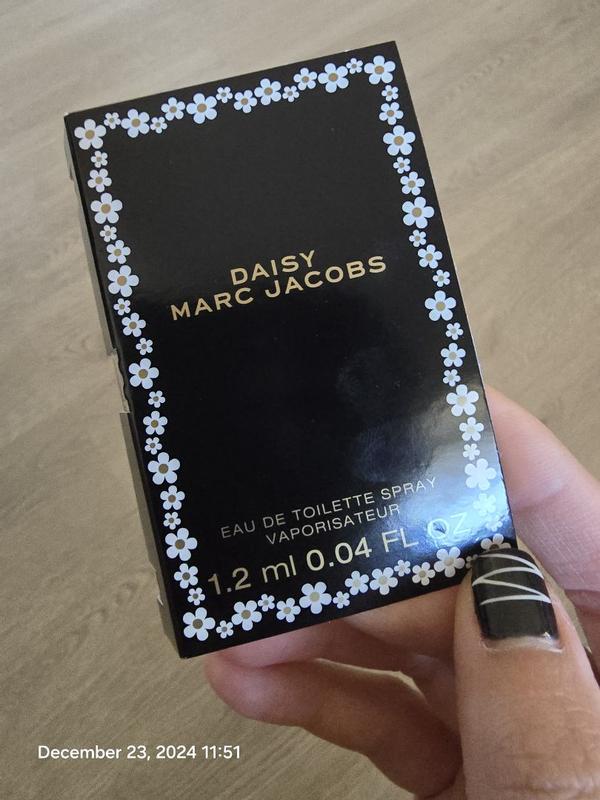 DAISY
MARC JACOBS
EAU DE TOILETTE SPRAY
VAPORISATEUR
1.2 ml 0.04 FL OZ
December 23, 2024 11:51